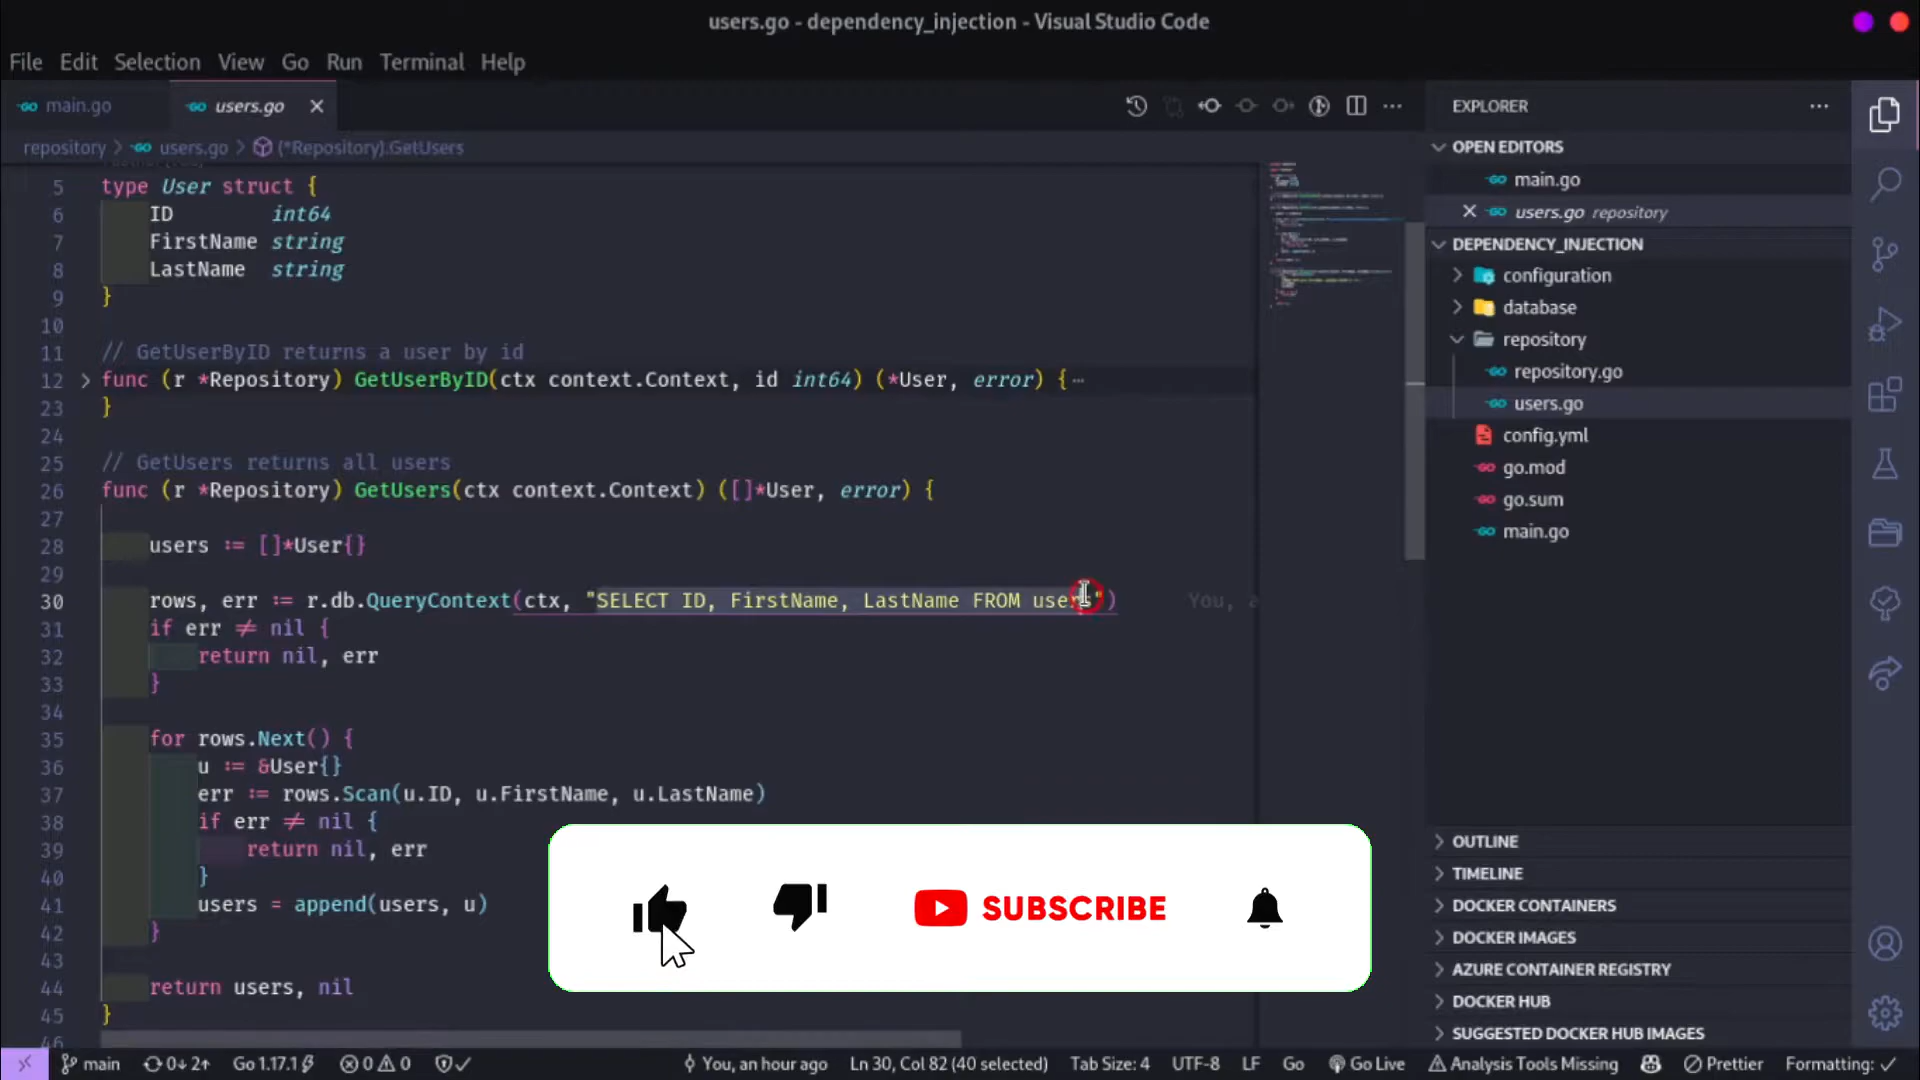 users.go - dependency_injection - Visual Studio Code
File Edit Selection View Go Run Terminal Help
main.go users.go
repository > users.go > (*Repository).GetUsers
5 type User struct {
6 ID int64
7 FirstName string
8 LastName string
9 }
10
11 // GetUserByID returns a user by id
12 func (r *Repository) GetUserByID(ctx context.Context, id int64) (*User, error) {…
23 }
24
25 // GetUsers returns all users
26 func (r *Repository) GetUsers(ctx context.Context) ([]*User, error) {
27
28 users := []*User{}
29
30 rows, err := r.db.QueryContext(ctx, "SELECT ID, FirstName, LastName FROM users") You, a
31 if err ≠ nil {
32 return nil, err
33 }
34
35 for rows.Next() {
36 u := &User{}
37 err := rows.Scan(u.ID, u.FirstName, u.LastName)
38 if err ≠ nil {
39 return nil, err
40 }
41 users = append(users, u)
42 }
43
44 return users, nil
45 }
46
SUBSCRIBE
EXPLORER
OPEN EDITORS
main.go
users.go repository
DEPENDENCY_INJECTION
configuration
database
repository
repository.go
users.go
config.yml
go.mod
go.sum
main.go
OUTLINE
TIMELINE
DOCKER CONTAINERS
DOCKER IMAGES
AZURE CONTAINER REGISTRY
DOCKER HUB
SUGGESTED DOCKER HUB IMAGES
main 0↓ 2↑ Go 1.17.1 0 0 You, an hour ago Ln 30, Col 82 (40 selected) Tab Size: 4 UTF-8 LF Go Go Live Analysis Tools Missing Prettier Formatting: ✓